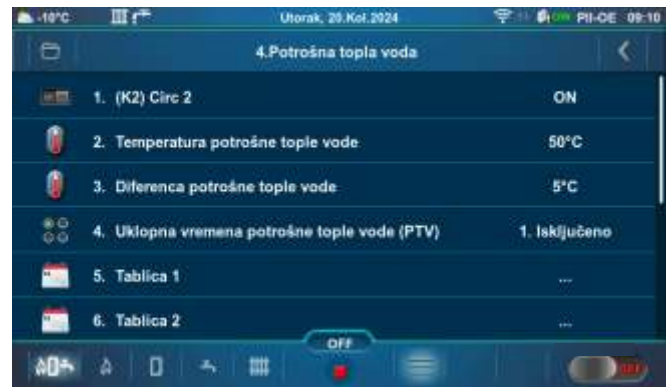 -10°C Utorak, 20.Kol.2024 PII-OE 09:10
4.Potrošna topla voda
1. (K2) Circ 2 ON
2. Temperatura potrošne tople vode 50°C
3. Diferenca potrošne tople vode 5°C
4. Uklopna vremena potrošne tople vode (PTV) 1. Isključeno
5. Tablica 1 ...
6. Tablica 2 ...
OFF
OFF